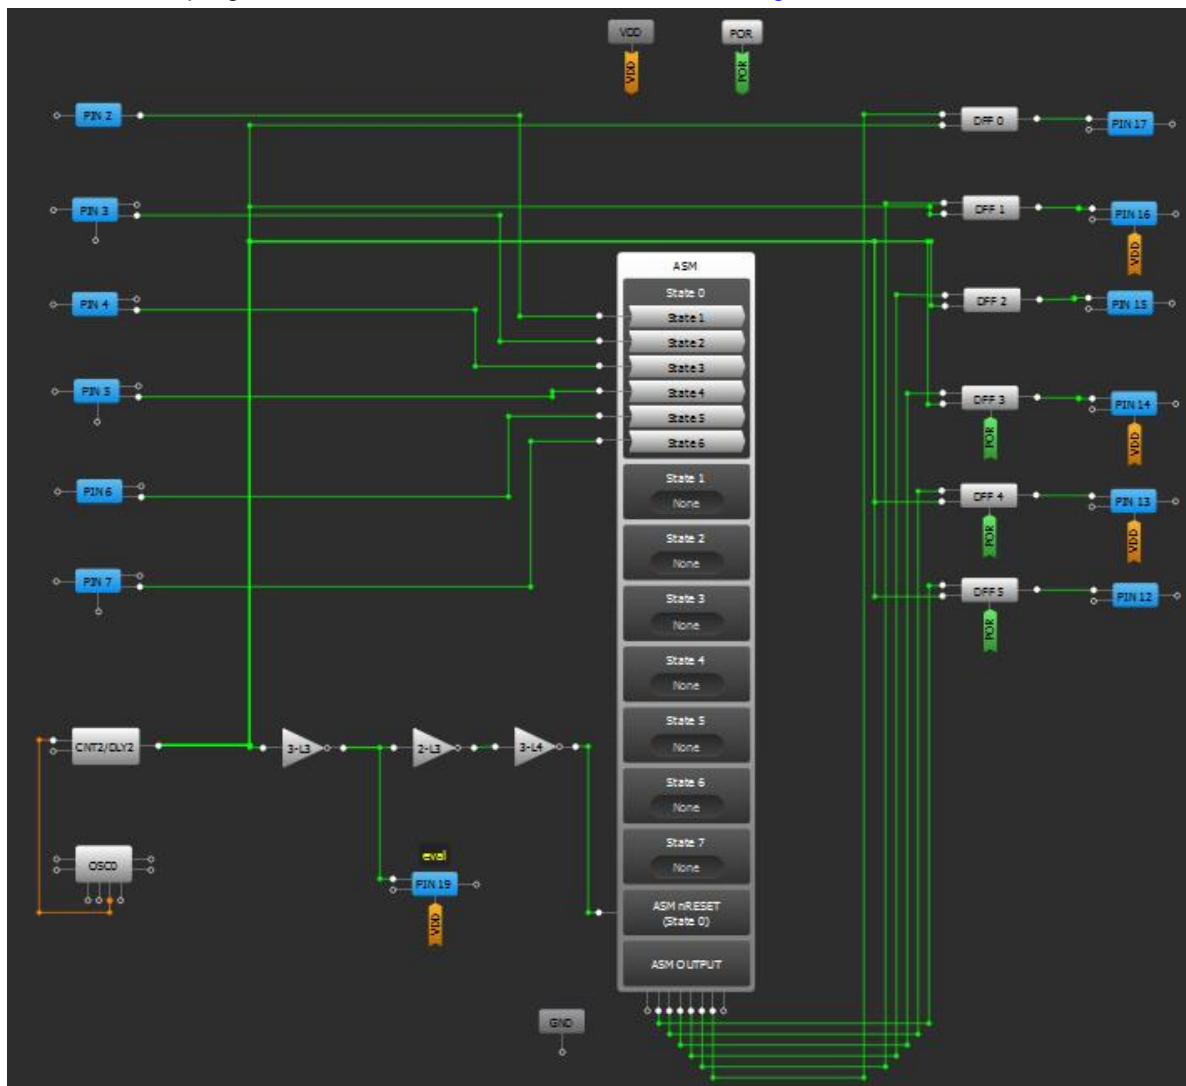 VDD
POR
VDD
POR
PIN 2
DFF 0
PIN 17
PIN 3
DFF 1
PIN 16
VDD
ASM
State 0
State 1
State 2
State 3
State 4
State 5
State 6
PIN 4
DFF 2
PIN 15
PIN 5
DFF 3
PIN 14
POR
VDD
State 1
None
PIN 6
DFF 4
PIN 13
POR
VDD
State 2
None
PIN 7
DFF 5
PIN 12
POR
State 3
None
State 4
None
State 5
None
CNT2/DLY2
3-L3
2-L3
3-L4
State 6
None
State 7
None
OSC0
eval
PIN 19
VDD
ASM nRESET
(State 0)
ASM OUTPUT
GND